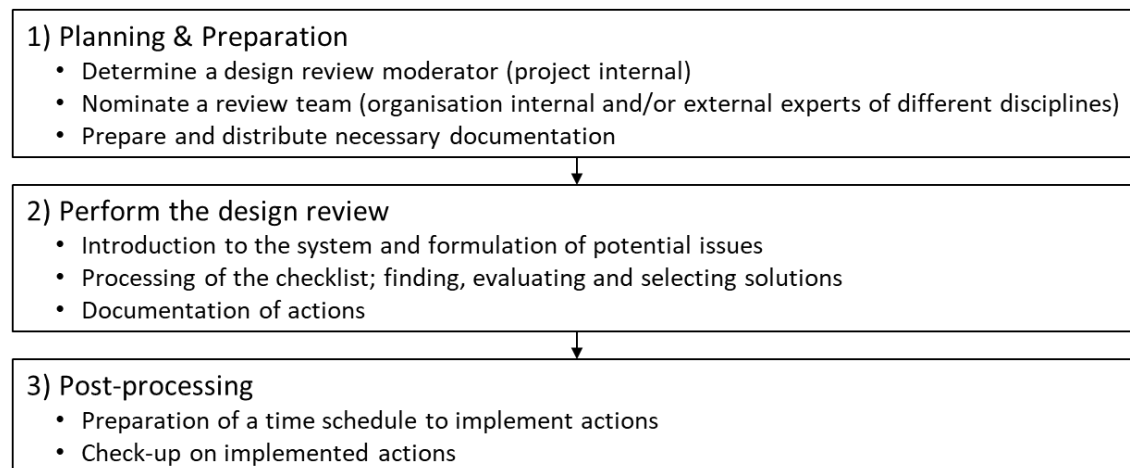 1) Planning & Preparation
• Determine a design review moderator (project internal)
• Nominate a review team (organisation internal and/or external experts of different disciplines)
• Prepare and distribute necessary documentation
2) Perform the design review
• Introduction to the system and formulation of potential issues
• Processing of the checklist; finding, evaluating and selecting solutions
• Documentation of actions
3) Post-processing
• Preparation of a time schedule to implement actions
• Check-up on implemented actions